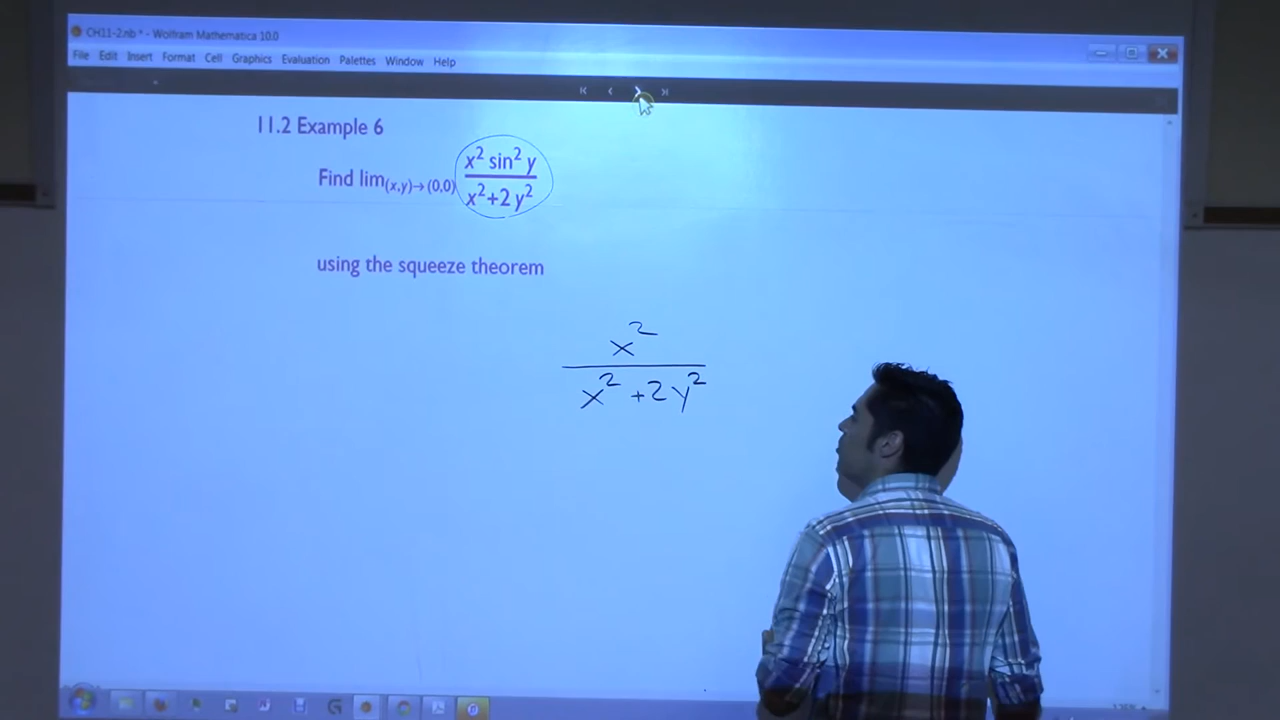 CH11-2.nb * - Wolfram Mathematica 10.0
File Edit Insert Format Cell Graphics Evaluation Palettes Window Help
11.2 Example 6
Find lim(x,y)→(0,0) x² sin² y / x²+2 y²
using the squeeze theorem
x²
x² +2y²